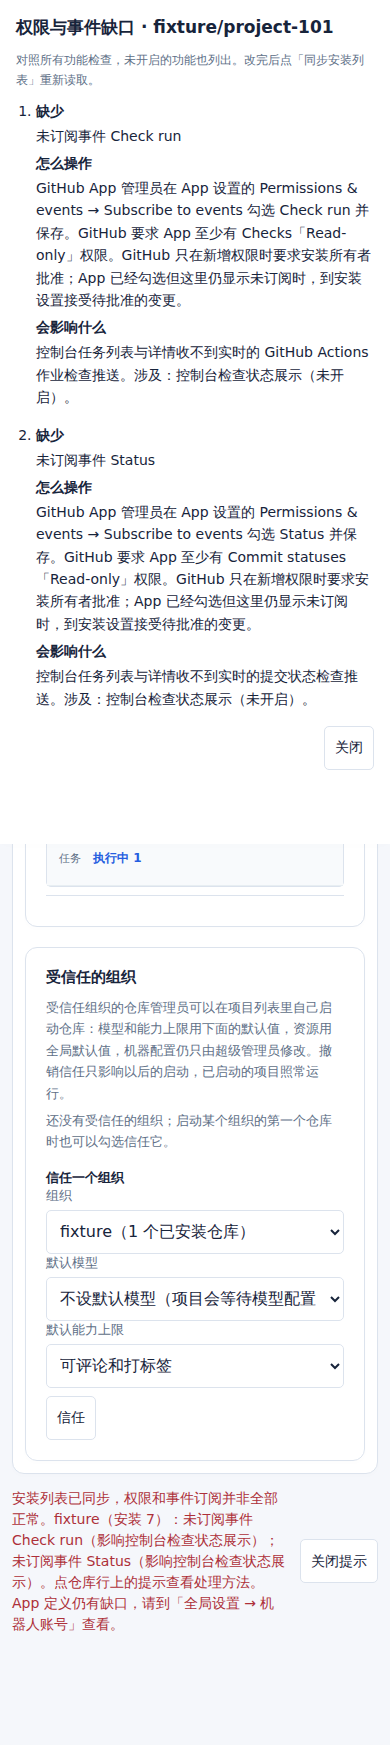 权限与事件缺口 · fixture/project-101
对照所有功能检查，未开启的功能也列出。改完后点「同步安装列
表」重新读取。
1. 缺少
未订阅事件 Check run
怎么操作
GitHub App 管理员在 App 设置的 Permissions &
events → Subscribe to events 勾选 Check run 并
保存。GitHub 要求 App 至少有 Checks「Read-
only」权限。GitHub 只在新增权限时要求安装所有者
批准；App 已经勾选但这里仍显示未订阅时，到安装
设置接受待批准的变更。
会影响什么
控制台任务列表与详情收不到实时的 GitHub Actions
作业检查推送。涉及：控制台检查状态展示（未开
启）。
2. 缺少
未订阅事件 Status
怎么操作
GitHub App 管理员在 App 设置的 Permissions &
events → Subscribe to events 勾选 Status 并保
存。GitHub 要求 App 至少有 Commit statuses
「Read-only」权限。GitHub 只在新增权限时要求安
装所有者批准；App 已经勾选但这里仍显示未订阅
时，到安装设置接受待批准的变更。
会影响什么
控制台任务列表与详情收不到实时的提交状态检查推
送。涉及：控制台检查状态展示（未开启）。
关闭
任务 执行中 1
受信任的组织
受信任组织的仓库管理员可以在项目列表里自己启
动仓库：模型和能力上限用下面的默认值，资源用
全局默认值，机器配置仍只由超级管理员修改。撤
销信任只影响以后的启动，已启动的项目照常运
行。
还没有受信任的组织；启动某个组织的第一个仓库
时也可以勾选信任它。
信任一个组织
组织
fixture（1 个已安装仓库）
默认模型
不设默认模型（项目会等待模型配置
默认能力上限
可评论和打标签
信任
安装列表已同步，权限和事件订阅并非全部
正常。fixture（安装 7）：未订阅事件
Check run（影响控制台检查状态展示）；
未订阅事件 Status（影响控制台检查状态展
示）。点仓库行上的提示查看处理方法。
App 定义仍有缺口，请到「全局设置 → 机
器人账号」查看。
关闭提示